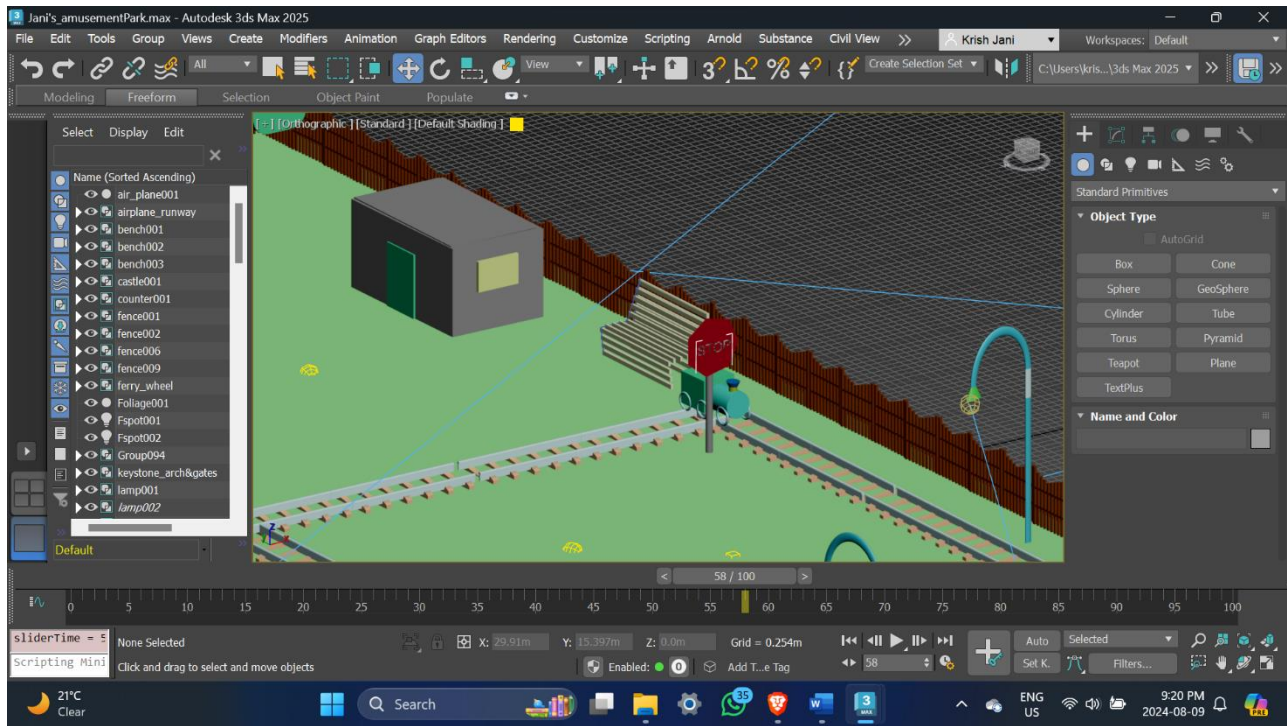 Jani's_amusementPark.max - Autodesk 3ds Max 2025
File Edit Tools Group Views Create Modifiers Animation Graph Editors Rendering Customize Scripting Arnold Substance Civil View Krish Jani Workspaces: Default
All View Create Selection Set C:\Users\kris...\3ds Max 2025
Modeling Freeform Selection Object Paint Populate
Select Display Edit
[+] [Orthographic ] [Standard ] [Default Shading ]
Name (Sorted Ascending)
air_plane001
airplane_runway
bench001
bench002
bench003
castle001
counter001
fence001
fence002
fence006
fence009
ferry_wheel
Foliage001
Fspot001
Fspot002
Group094
keystone_arch&gates
lamp001
lamp002
Default
STOP
z
Standard Primitives
Object Type
AutoGrid
Box Cone
Sphere GeoSphere
Cylinder Tube
Torus Pyramid
Teapot Plane
TextPlus
Name and Color
< 58 / 100 >
0 5 10 15 20 25 30 35 40 45 50 55 60 65 70 75 80 85 90 95 100
sliderTime = 5 None Selected X: 29.91m Y: 15.397m Z: 0.0m Grid = 0.254m Auto Selected
Scripting Mini Click and drag to select and move objects Enabled: 0 Add T...e Tag 58 Set K. Filters...
21°C
Clear
Search
35
3
MAX
ENG
US
9:20 PM
2024-08-09
PRE